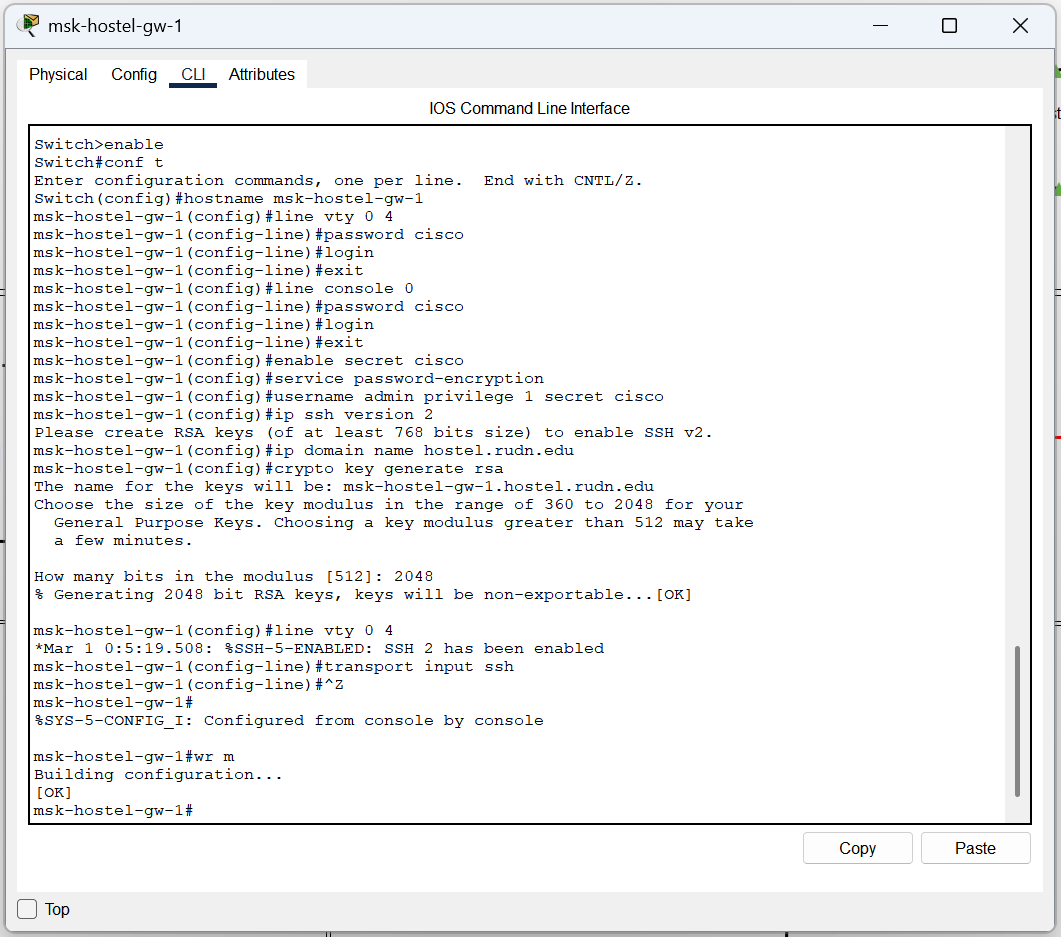 msk-hostel-gw-1
Physical Config CLI Attributes
IOS Command Line Interface
Switch>enable
Switch#conf t
Enter configuration commands, one per line.  End with CNTL/Z.
Switch(config)#hostname msk-hostel-gw-1
msk-hostel-gw-1(config)#line vty 0 4
msk-hostel-gw-1(config-line)#password cisco
msk-hostel-gw-1(config-line)#login
msk-hostel-gw-1(config-line)#exit
msk-hostel-gw-1(config)#line console 0
msk-hostel-gw-1(config-line)#password cisco
msk-hostel-gw-1(config-line)#login
msk-hostel-gw-1(config-line)#exit
msk-hostel-gw-1(config)#enable secret cisco
msk-hostel-gw-1(config)#service password-encryption
msk-hostel-gw-1(config)#username admin privilege 1 secret cisco
msk-hostel-gw-1(config)#ip ssh version 2
Please create RSA keys (of at least 768 bits size) to enable SSH v2.
msk-hostel-gw-1(config)#ip domain name hostel.rudn.edu
msk-hostel-gw-1(config)#crypto key generate rsa
The name for the keys will be: msk-hostel-gw-1.hostel.rudn.edu
Choose the size of the key modulus in the range of 360 to 2048 for your
  General Purpose Keys. Choosing a key modulus greater than 512 may take
  a few minutes.
How many bits in the modulus [512]: 2048
% Generating 2048 bit RSA keys, keys will be non-exportable...[OK]
msk-hostel-gw-1(config)#line vty 0 4
*Mar 1 0:5:19.508: %SSH-5-ENABLED: SSH 2 has been enabled
msk-hostel-gw-1(config-line)#transport input ssh
msk-hostel-gw-1(config-line)#^Z
msk-hostel-gw-1#
%SYS-5-CONFIG_I: Configured from console by console
msk-hostel-gw-1#wr m
Building configuration...
[OK]
msk-hostel-gw-1#
Copy Paste
Top